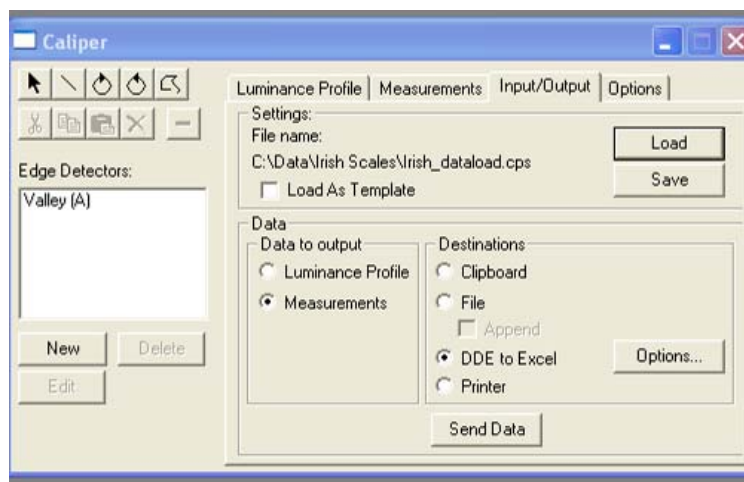 Caliper
Luminance Profile Measurements Input/Output Options
Settings:
File name:
C:\Data\Irish Scales\Irish_dataload.cps
Load As Template
Load
Save
Edge Detectors:
Valley (A)
New Delete
Edit
Data
Data to output
Luminance Profile
Measurements
Destinations
Clipboard
File
Append
DDE to Excel
Printer
Options...
Send Data